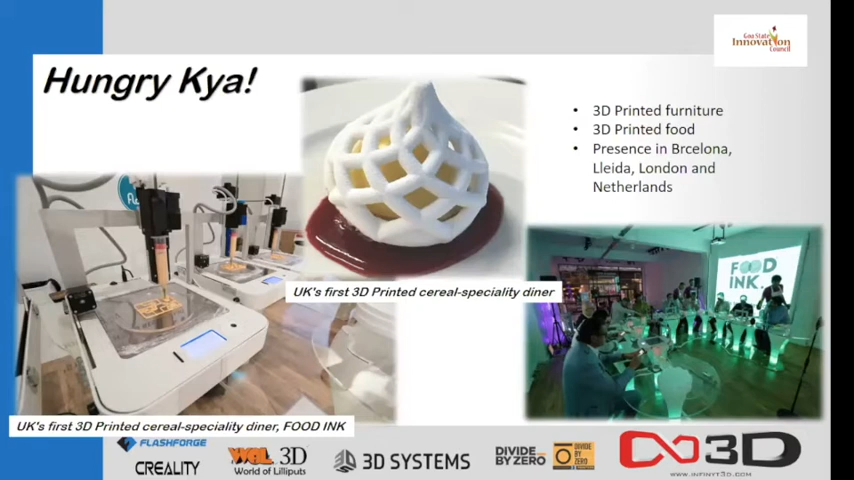 Goa State
Innovation
Council
Hungry Kya!
• 3D Printed furniture
• 3D Printed food
• Presence in Brcelona,
Lleida, London and
Netherlands
UK's first 3D Printed cereal-speciality diner
FOOD
INK.
UK's first 3D Printed cereal-speciality diner, FOOD INK
FLASHFORGE
CREALITY
WOL 3D
World of Lilliputs
3D SYSTEMS
DIVIDE
BY ZERO
DIVIDE
BY
ZERO
3D
www.infinyt3d.com